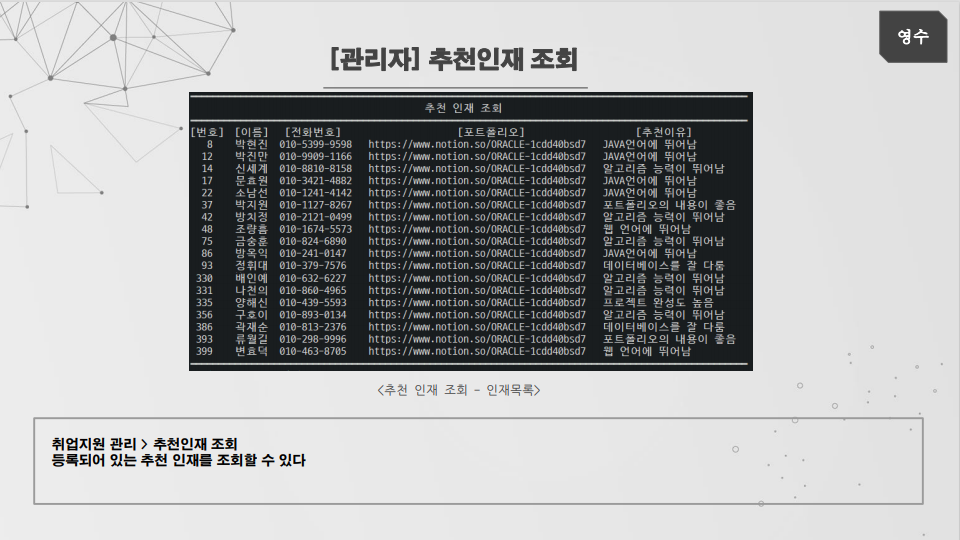 영수
[관리자] 추천인재 조회
추천 인재 조회
[번호] [이름] [전화번호] [포트폴리오] [추천이유]
8 박현진 010-5399-9598 https://www.notion.so/ORACLE-1cdd40bsd7 JAVA언어에 뛰어남
12 박진만 010-9909-1166 https://www.notion.so/ORACLE-1cdd40bsd7 JAVA언어에 뛰어남
14 신세계 010-8810-8158 https://www.notion.so/ORACLE-1cdd40bsd7 알고리즘 능력이 뛰어남
17 문효원 010-3421-4882 https://www.notion.so/ORACLE-1cdd40bsd7 JAVA언어에 뛰어남
22 소남선 010-1241-4142 https://www.notion.so/ORACLE-1cdd40bsd7 JAVA언어에 뛰어남
37 박지원 010-1127-8267 https://www.notion.so/ORACLE-1cdd40bsd7 포트폴리오의 내용이 좋음
42 방치정 010-2121-0499 https://www.notion.so/ORACLE-1cdd40bsd7 알고리즘 능력이 뛰어남
48 조량흠 010-1674-5573 https://www.notion.so/ORACLE-1cdd40bsd7 웹 언어에 뛰어남
75 금숭훈 010-824-6890 https://www.notion.so/ORACLE-1cdd40bsd7 알고리즘 능력이 뛰어남
86 방옥익 010-241-0147 https://www.notion.so/ORACLE-1cdd40bsd7 JAVA언어에 뛰어남
93 정휘대 010-379-7576 https://www.notion.so/ORACLE-1cdd40bsd7 데이터베이스를 잘 다룸
330 배인예 010-632-6227 https://www.notion.so/ORACLE-1cdd40bsd7 알고리즘 능력이 뛰어남
331 나천의 010-860-4965 https://www.notion.so/ORACLE-1cdd40bsd7 알고리즘 능력이 뛰어남
335 양해신 010-439-5593 https://www.notion.so/ORACLE-1cdd40bsd7 프로젝트 완성도 높음
356 구호이 010-893-0134 https://www.notion.so/ORACLE-1cdd40bsd7 알고리즘 능력이 뛰어남
386 곽재순 010-813-2376 https://www.notion.so/ORACLE-1cdd40bsd7 데이터베이스를 잘 다룸
393 류월길 010-298-9996 https://www.notion.so/ORACLE-1cdd40bsd7 포트폴리오의 내용이 좋음
399 변효덕 010-463-8705 https://www.notion.so/ORACLE-1cdd40bsd7 웹 언어에 뛰어남
<추천 인재 조회 - 인재목록>
취업지원 관리 > 추천인재 조회
등록되어 있는 추천 인재를 조회할 수 있다